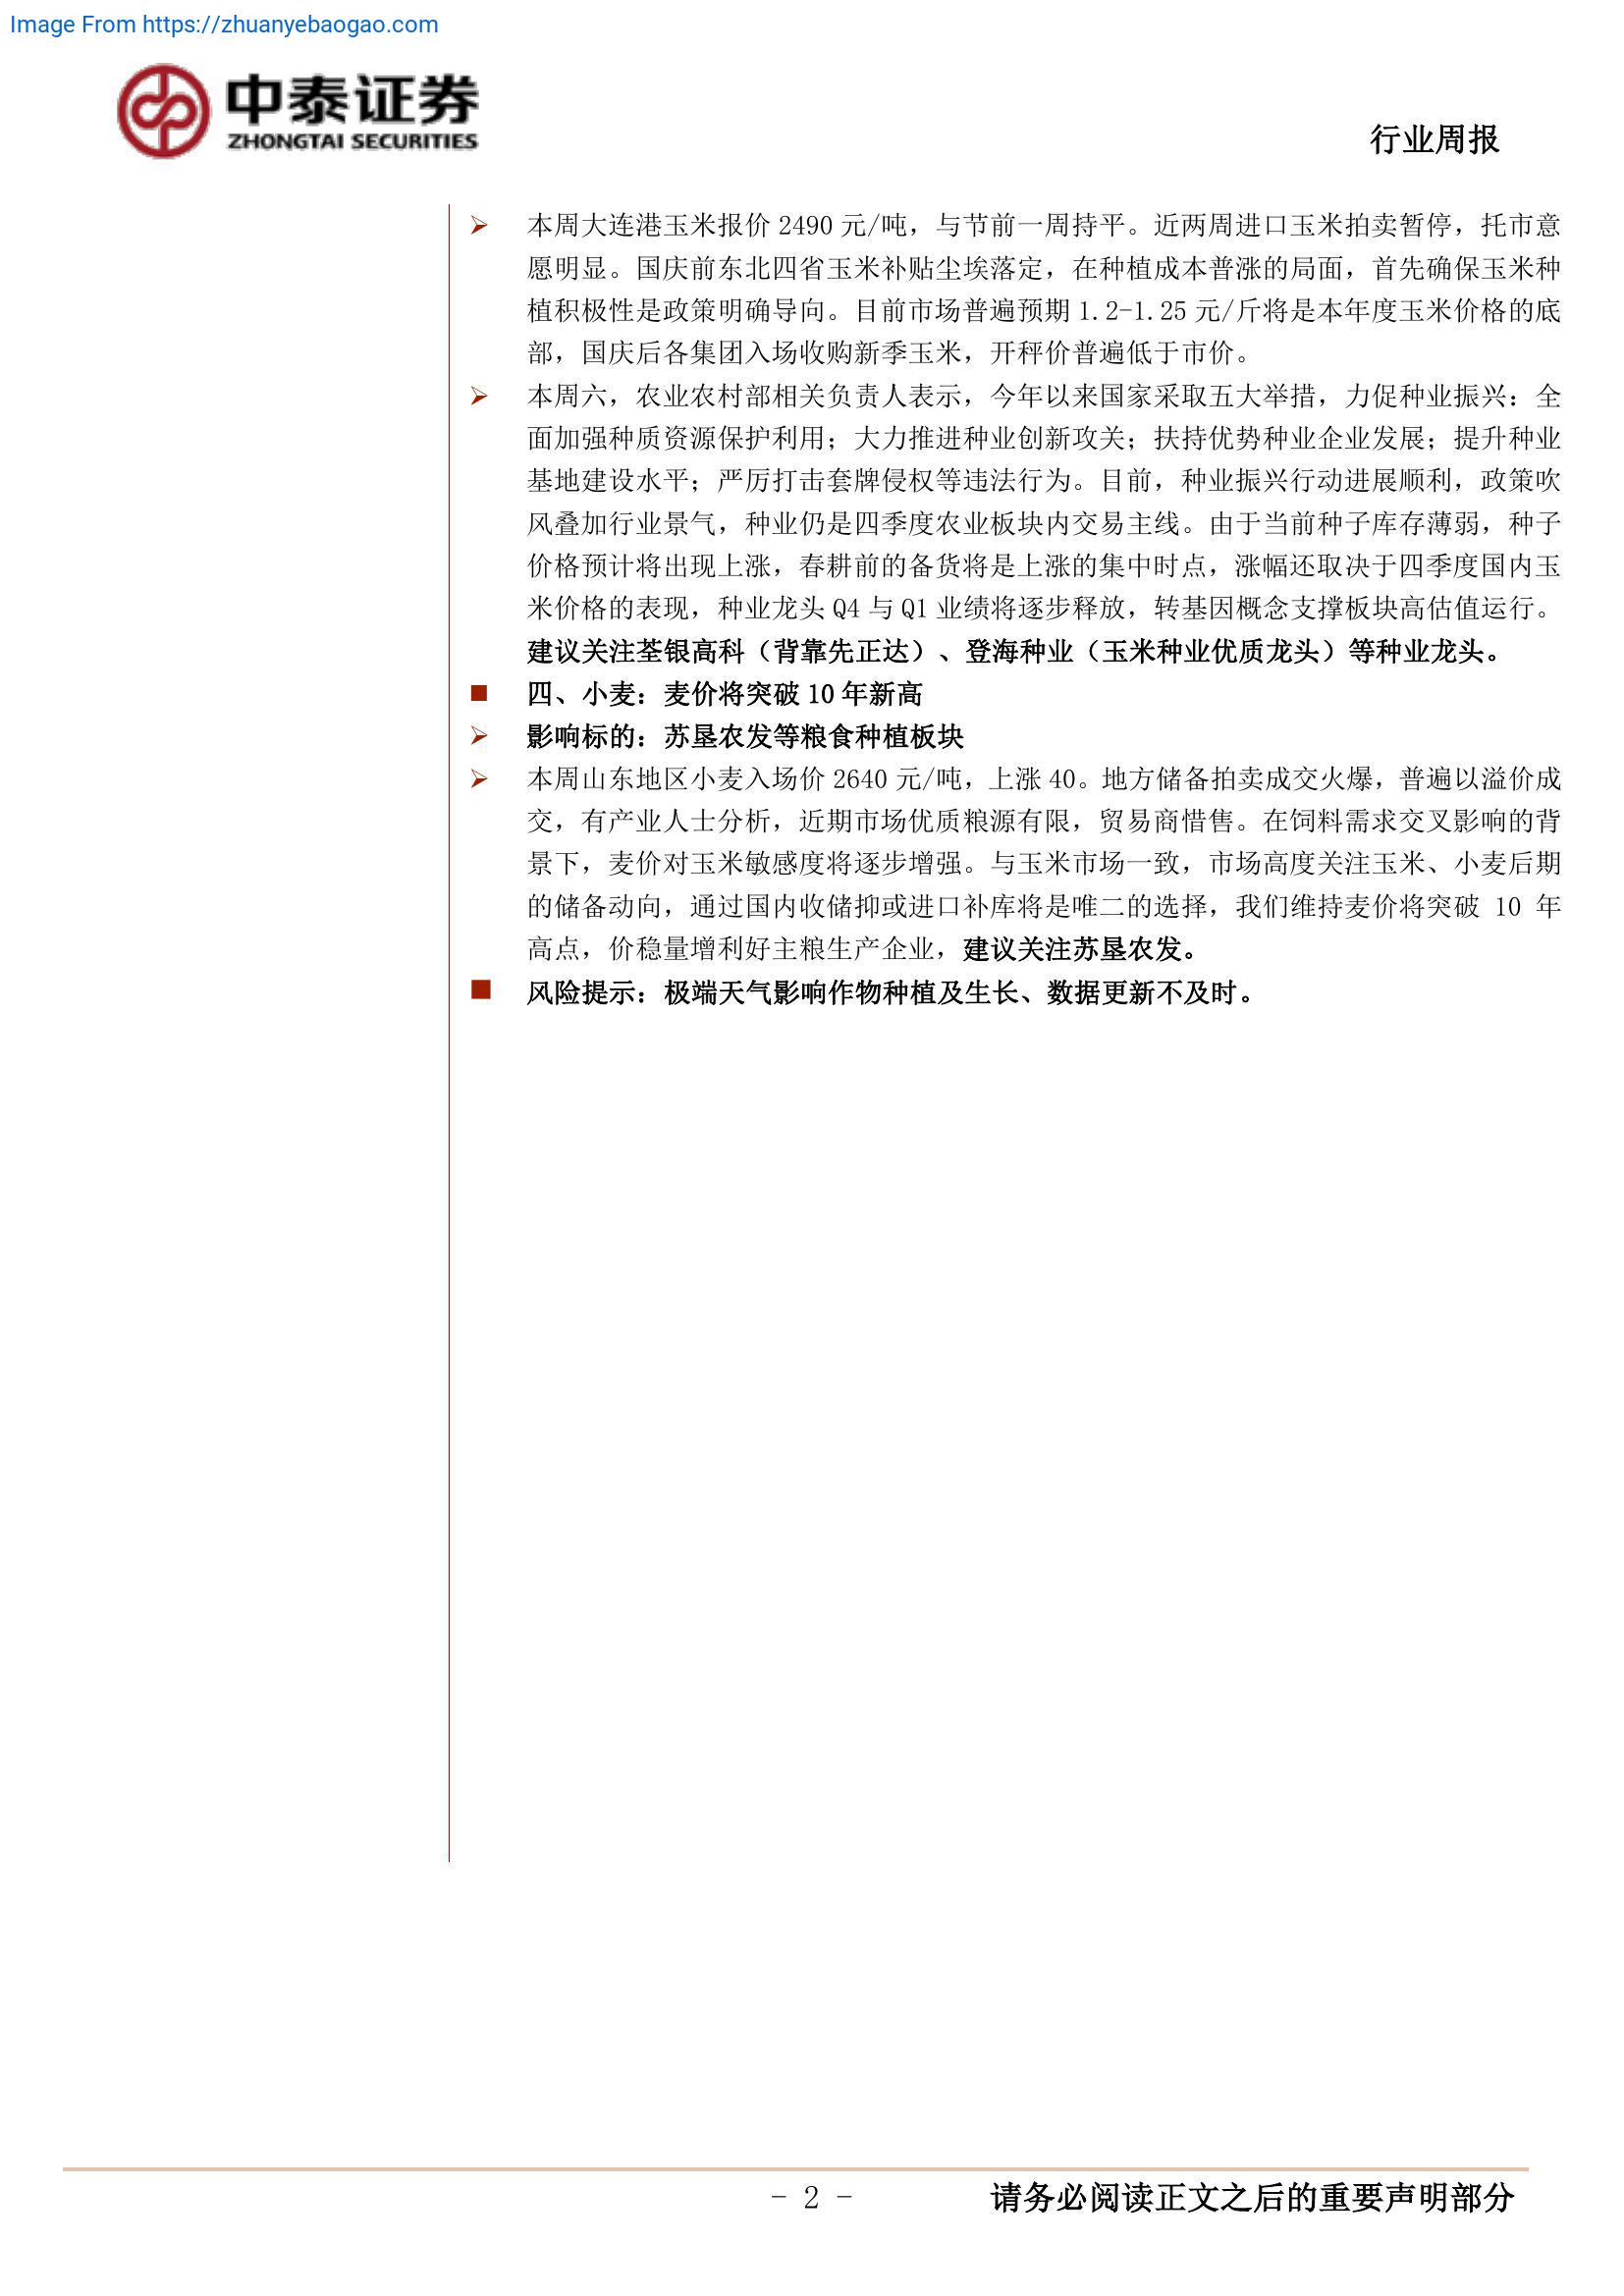 Image From https://zhuanyebaogao.com
中泰证券
ZHONGTAI SECURITIES
行业周报
本周大连港玉米报价 2490 元/吨，与节前一周持平。近两周进口玉米拍卖暂停，托市意
愿明显。国庆前东北四省玉米补贴尘埃落定，在种植成本普涨的局面，首先确保玉米种
植积极性是政策明确导向。目前市场普遍预期 1.2-1.25 元/斤将是本年度玉米价格的底
部，国庆后各集团入场收购新季玉米，开秤价普遍低于市价。
本周六，农业农村部相关负责人表示，今年以来国家采取五大举措，力促种业振兴：全
面加强种质资源保护利用；大力推进种业创新攻关；扶持优势种业企业发展；提升种业
基地建设水平；严厉打击套牌侵权等违法行为。目前，种业振兴行动进展顺利，政策吹
风叠加行业景气，种业仍是四季度农业板块内交易主线。由于当前种子库存薄弱，种子
价格预计将出现上涨，春耕前的备货将是上涨的集中时点，涨幅还取决于四季度国内玉
米价格的表现，种业龙头 Q4 与 Q1 业绩将逐步释放，转基因概念支撑板块高估值运行。
建议关注荃银高科（背靠先正达）、登海种业（玉米种业优质龙头）等种业龙头。
四、小麦：麦价将突破 10 年新高
影响标的：苏垦农发等粮食种植板块
本周山东地区小麦入场价 2640 元/吨，上涨 40。地方储备拍卖成交火爆，普遍以溢价成
交，有产业人士分析，近期市场优质粮源有限，贸易商惜售。在饲料需求交叉影响的背
景下，麦价对玉米敏感度将逐步增强。与玉米市场一致，市场高度关注玉米、小麦后期
的储备动向，通过国内收储抑或进口补库将是唯二的选择，我们维持麦价将突破 10 年
高点，价稳量增利好主粮生产企业，建议关注苏垦农发。
风险提示：极端天气影响作物种植及生长、数据更新不及时。
- 2 -
请务必阅读正文之后的重要声明部分